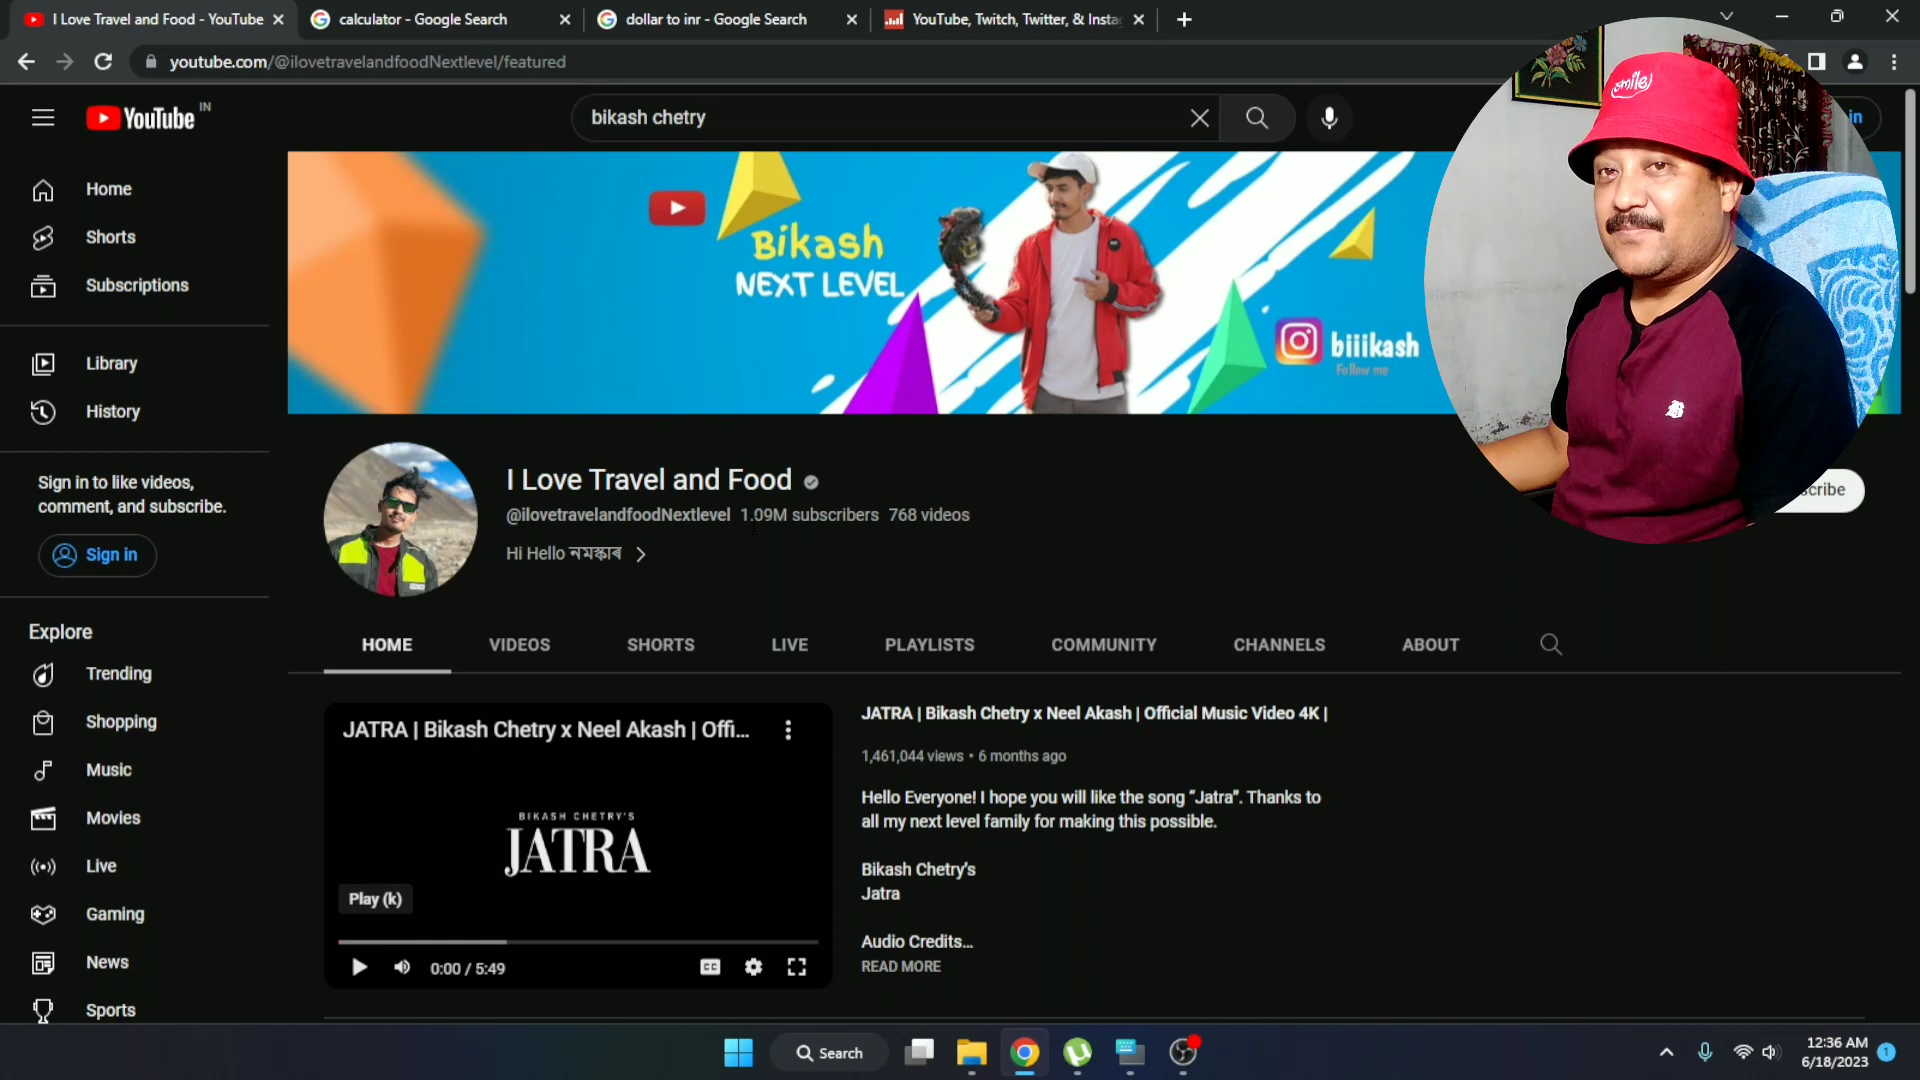 I Love Travel and Food - YouTube
calculator - Google Search
dollar to inr - Google Search
YouTube, Twitch, Twitter, & Insta
youtube.com/@ilovetravelandfoodNextlevel/featured
YouTube IN
bikash chetry
in
smile
Home
Shorts
Subscriptions
Library
History
Sign in to like videos,
comment, and subscribe.
Sign in
Explore
Trending
Shopping
Music
Movies
Live
Gaming
News
Sports
Bikash
NEXT LEVEL
biiikash
Follow me
I Love Travel and Food
@ilovetravelandfoodNextlevel 1.09M subscribers 768 videos
Hi Hello নমস্কাৰ
scribe
HOME VIDEOS SHORTS LIVE PLAYLISTS COMMUNITY CHANNELS ABOUT
JATRA | Bikash Chetry x Neel Akash | Offi...
BIKASH CHETRY'S
JATRA
Play (k)
0:00 / 5:49
CC
JATRA | Bikash Chetry x Neel Akash | Official Music Video 4K |
1,461,044 views • 6 months ago
Hello Everyone! I hope you will like the song “Jatra”. Thanks to
all my next level family for making this possible.
Bikash Chetry’s
Jatra
Audio Credits...
READ MORE
Search
12:36 AM
6/18/2023
1